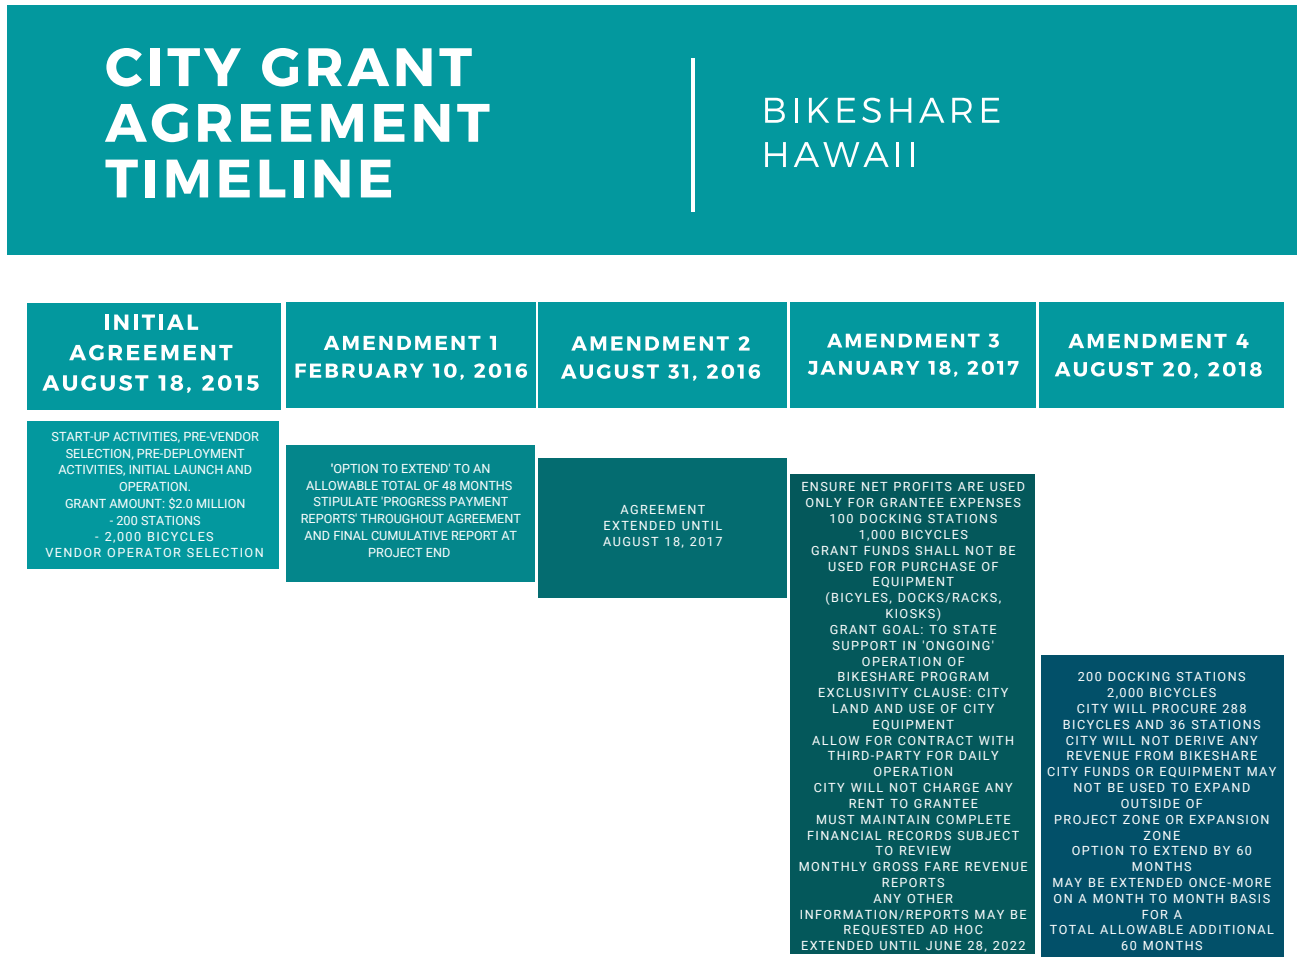 CITY GRANT
AGREEMENT
TIMELINE
BIKESHARE
HAWAII
INITIAL
AGREEMENT
AUGUST 18, 2015
START-UP ACTIVITIES, PRE-VENDOR
SELECTION, PRE-DEPLOYMENT
ACTIVITIES, INITIAL LAUNCH AND
OPERATION.
GRANT AMOUNT: $2.0 MILLION
- 200 STATIONS
- 2,000 BICYCLES
VENDOR OPERATOR SELECTION
AMENDMENT 1
FEBRUARY 10, 2016
'OPTION TO EXTEND' TO AN
ALLOWABLE TOTAL OF 48 MONTHS
STIPULATE 'PROGRESS PAYMENT
REPORTS' THROUGHOUT AGREEMENT
AND FINAL CUMULATIVE REPORT AT
PROJECT END
AMENDMENT 2
AUGUST 31, 2016
AGREEMENT
EXTENDED UNTIL
AUGUST 18, 2017
AMENDMENT 3
JANUARY 18, 2017
ENSURE NET PROFITS ARE USED
ONLY FOR GRANTEE EXPENSES
100 DOCKING STATIONS
1,000 BICYCLES
GRANT FUNDS SHALL NOT BE
USED FOR PURCHASE OF
EQUIPMENT
(BICYLES, DOCKS/RACKS,
KIOSKS)
GRANT GOAL: TO STATE
SUPPORT IN 'ONGOING'
OPERATION OF
BIKESHARE PROGRAM
EXCLUSIVITY CLAUSE: CITY
LAND AND USE OF CITY
EQUIPMENT
ALLOW FOR CONTRACT WITH
THIRD-PARTY FOR DAILY
OPERATION
CITY WILL NOT CHARGE ANY
RENT TO GRANTEE
MUST MAINTAIN COMPLETE
FINANCIAL RECORDS SUBJECT
TO REVIEW
MONTHLY GROSS FARE REVENUE
REPORTS
ANY OTHER
INFORMATION/REPORTS MAY BE
REQUESTED AD HOC
EXTENDED UNTIL JUNE 28, 2022
AMENDMENT 4
AUGUST 20, 2018
200 DOCKING STATIONS
2,000 BICYCLES
CITY WILL PROCURE 288
BICYCLES AND 36 STATIONS
CITY WILL NOT DERIVE ANY
REVENUE FROM BIKESHARE
CITY FUNDS OR EQUIPMENT MAY
NOT BE USED TO EXPAND
OUTSIDE OF
PROJECT ZONE OR EXPANSION
ZONE
OPTION TO EXTEND BY 60
MONTHS
MAY BE EXTENDED ONCE-MORE
ON A MONTH TO MONTH BASIS
FOR A
TOTAL ALLOWABLE ADDITIONAL
60 MONTHS